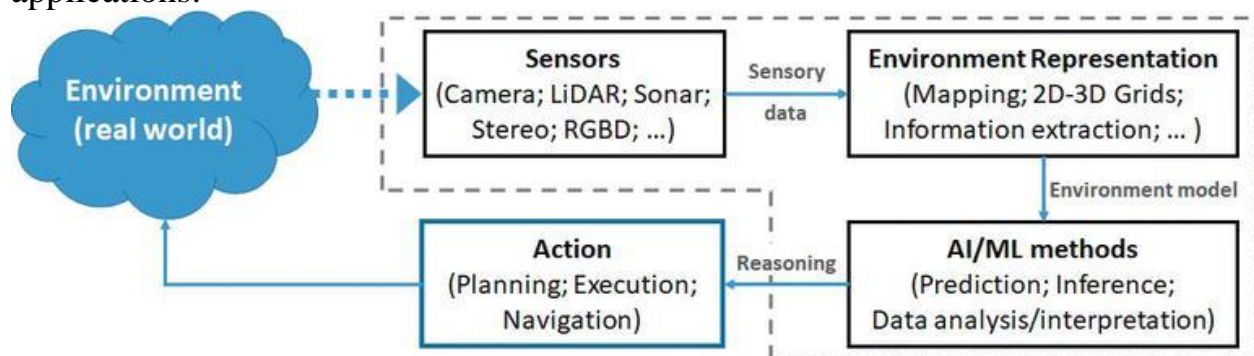 applications.
Environment
(real world)
Sensors
(Camera; LiDAR; Sonar;
Stereo; RGBD; ...)
Sensory
data
Environment Representation
(Mapping; 2D-3D Grids;
Information extraction; ... )
Environment model
AI/ML methods
(Prediction; Inference;
Data analysis/interpretation)
Reasoning
Action
(Planning; Execution;
Navigation)